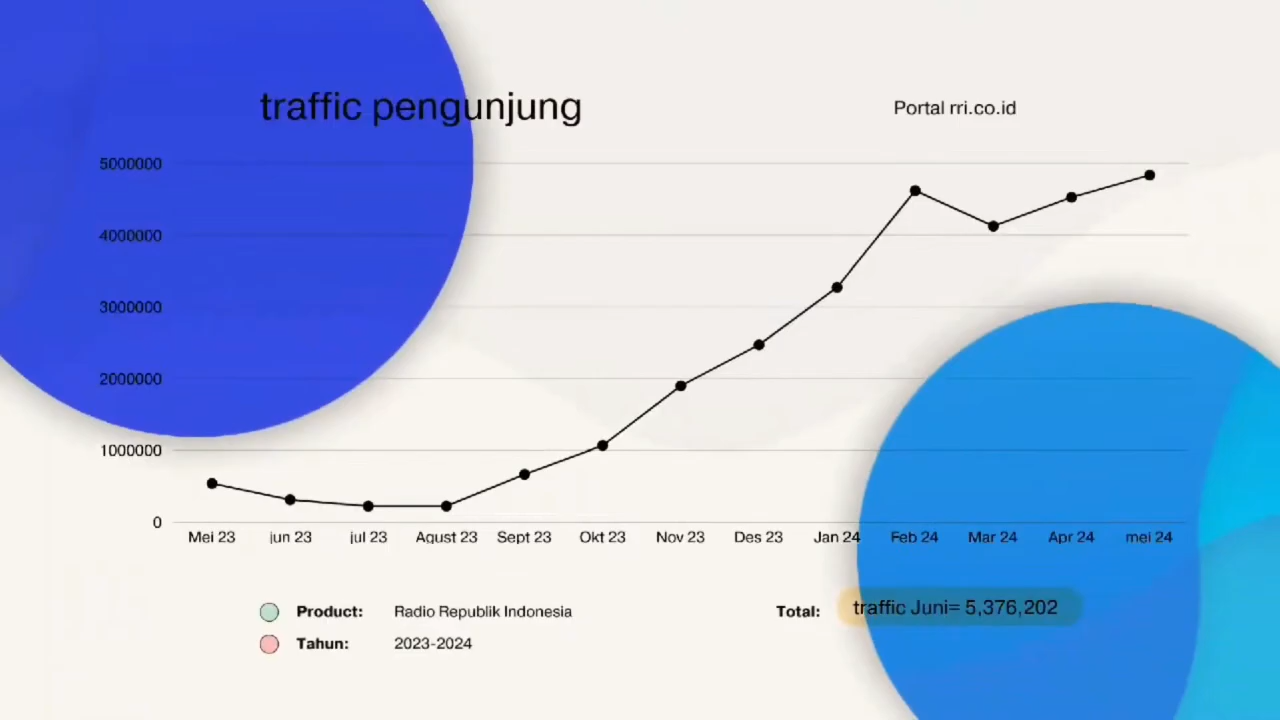 traffic pengunjung
Portal rri.co.id
5000000
4000000
3000000
2000000
1000000
0
Mei 23 jun 23 jul 23 Agust 23 Sept 23 Okt 23 Nov 23 Des 23 Jan 24 Feb 24 Mar 24 Apr 24 mei 24
Product: Radio Republik Indonesia
Total: traffic Juni= 5,376,202
Tahun: 2023-2024